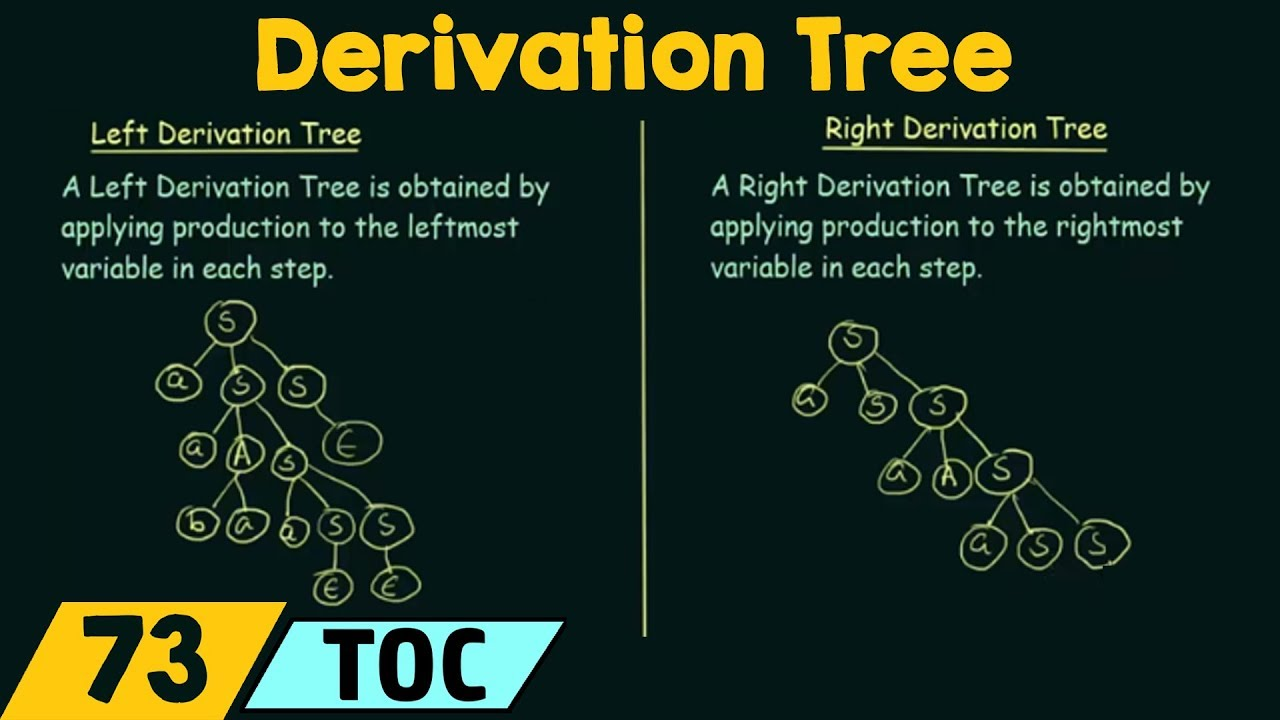 Derivation Tree
Left Derivation Tree
A Left Derivation Tree is obtained by
applying production to the leftmost
variable in each step.
S
a S S
a A S ϵ
b a a S S
ϵ ϵ
Right Derivation Tree
A Right Derivation Tree is obtained by
applying production to the rightmost
variable in each step.
S
a S S
a A S
a S S
73 TOC